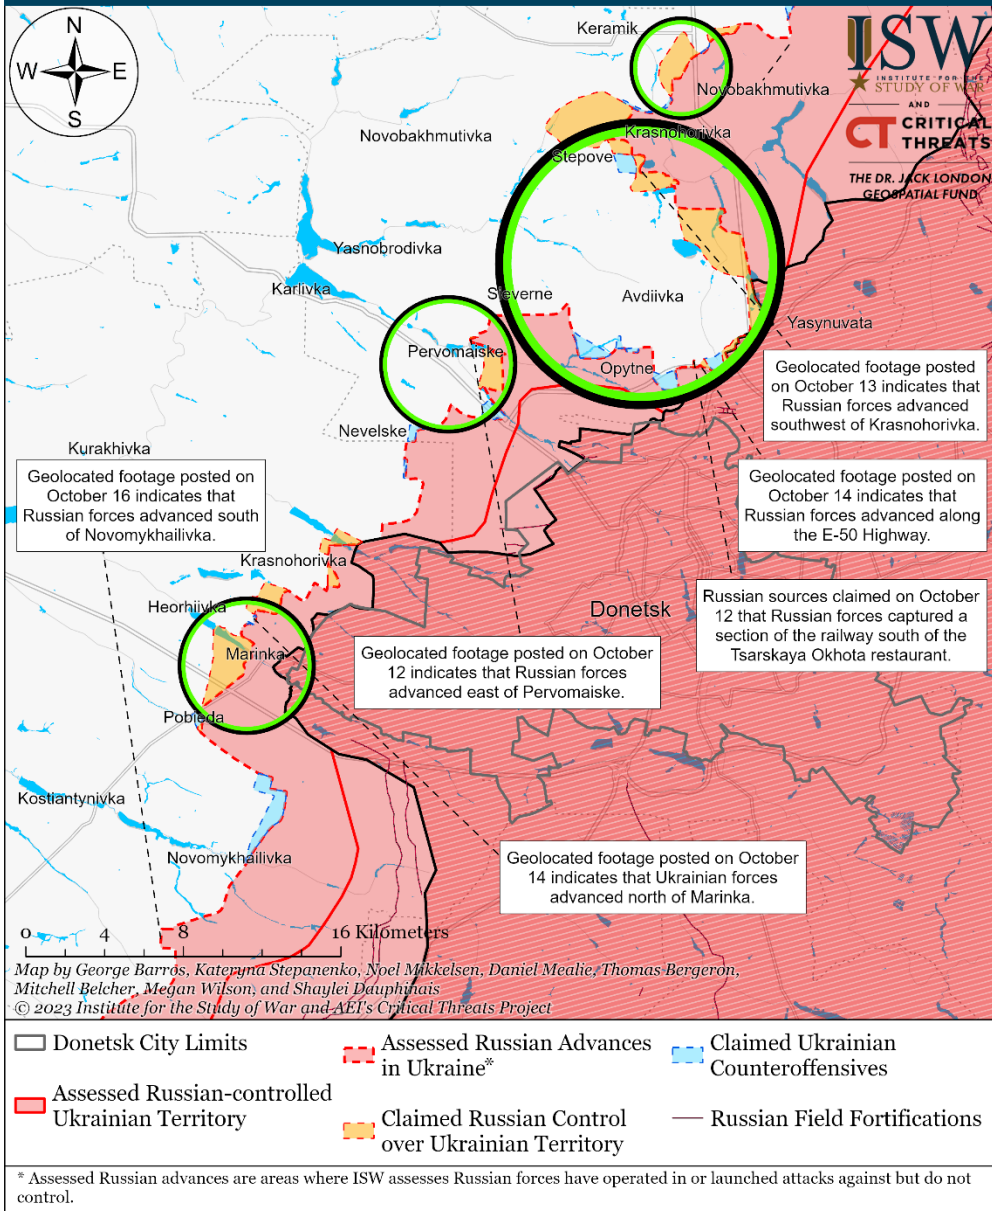 N
W
E
S
Keramik
ISW
INSTITUTE FOR THE
STUDY OF WAR
AND
CT CRITICAL
THREATS
THE DR. JACK LONDON
GEOSPATIAL FUND
Novobakhmutivka
Novobakhmutivka
Krasnohorivka
Stepove
Yasnobrodivka
Karlivka
Sieverne
Avdiivka
Yasynuvata
Pervomaiske
Opytne
Geolocated footage posted
on October 13 indicates that
Russian forces advanced
southwest of Krasnohorivka.
Nevelske
Kurakhivka
Geolocated footage posted on
October 16 indicates that
Russian forces advanced south
of Novomykhailivka.
Geolocated footage posted on
October 14 indicates that
Russian forces advanced along
the E-50 Highway.
Krasnohorivka
Heorhiivka
Donetsk
Russian sources claimed on October
12 that Russian forces captured a
section of the railway south of the
Tsarskaya Okhota restaurant.
Marinka
Geolocated footage posted on October
12 indicates that Russian forces
advanced east of Pervomaiske.
Pobieda
Kostiantynivka
Novomykhailivka
Geolocated footage posted on October
14 indicates that Ukrainian forces
advanced north of Marinka.
0 4 8 16 Kilometers
Map by George Barros, Kateryna Stepanenko, Noel Mikkelsen, Daniel Mealie, Thomas Bergeron,
Mitchell Belcher, Megan Wilson, and Shaylei Dauphinais
© 2023 Institute for the Study of War and AEI's Critical Threats Project
Donetsk City Limits
Assessed Russian-controlled
Ukrainian Territory
Assessed Russian Advances
in Ukraine*
Claimed Russian Control
over Ukrainian Territory
Claimed Ukrainian
Counteroffensives
Russian Field Fortifications
* Assessed Russian advances are areas where ISW assesses Russian forces have operated in or launched attacks against but do not
control.